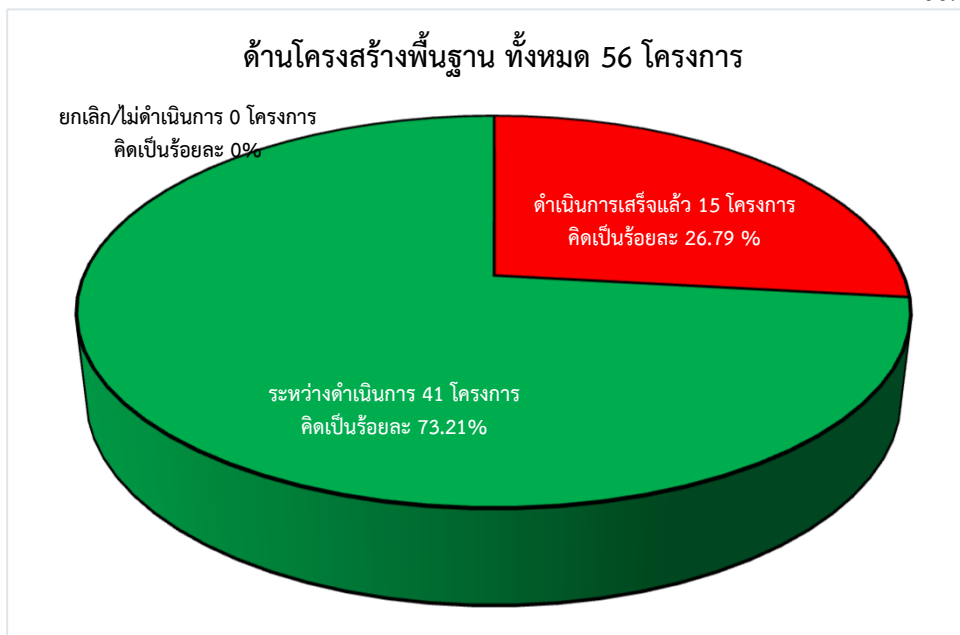 ด้านโครงสร้างพื้นฐาน ทั้งหมด 56 โครงการ
ยกเลิก/ไม่ดำเนินการ 0 โครงการ
คิดเป็นร้อยละ 0%
ดำเนินการเสร็จแล้ว 15 โครงการ
คิดเป็นร้อยละ 26.79 %
ระหว่างดำเนินการ 41 โครงการ
คิดเป็นร้อยละ 73.21%